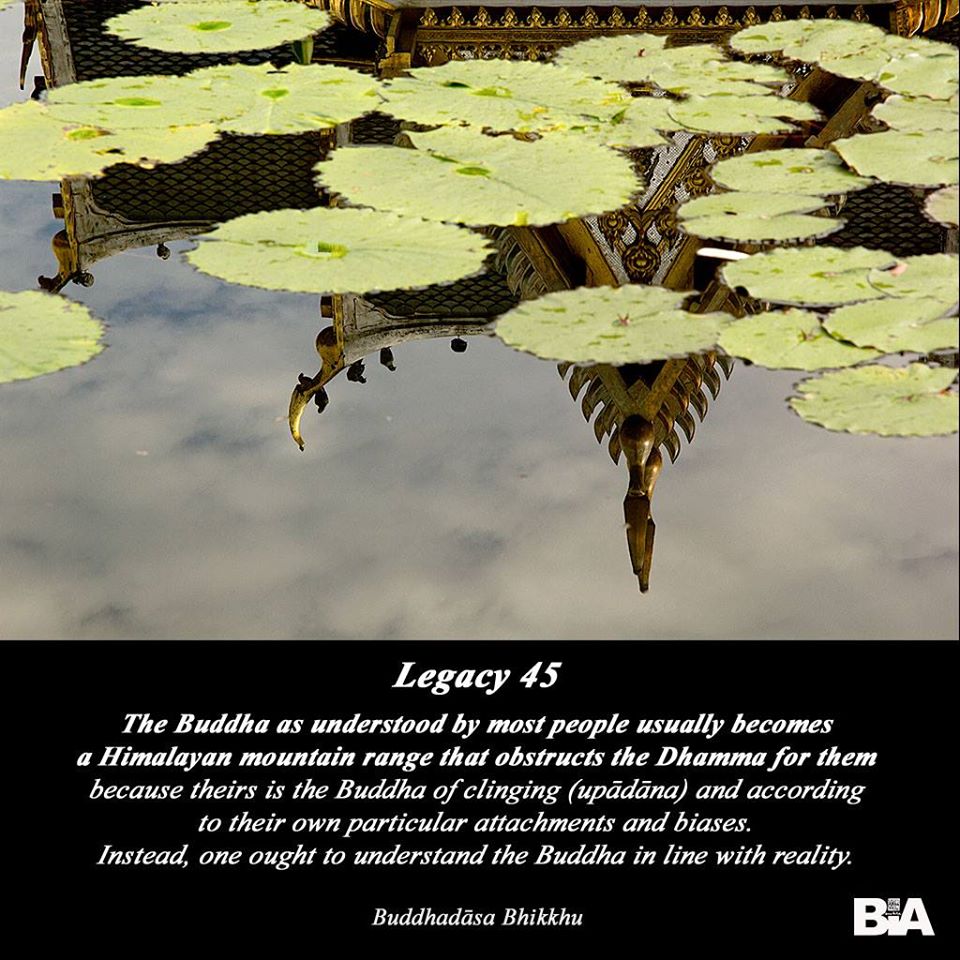 Legacy 45
The Buddha as understood by most people usually becomes
a Himalayan mountain range that obstructs the Dhamma for them
because theirs is the Buddha of clinging (upādāna) and according
to their own particular attachments and biases.
Instead, one ought to understand the Buddha in line with reality.
Buddhadāsa Bhikkhu
BIA